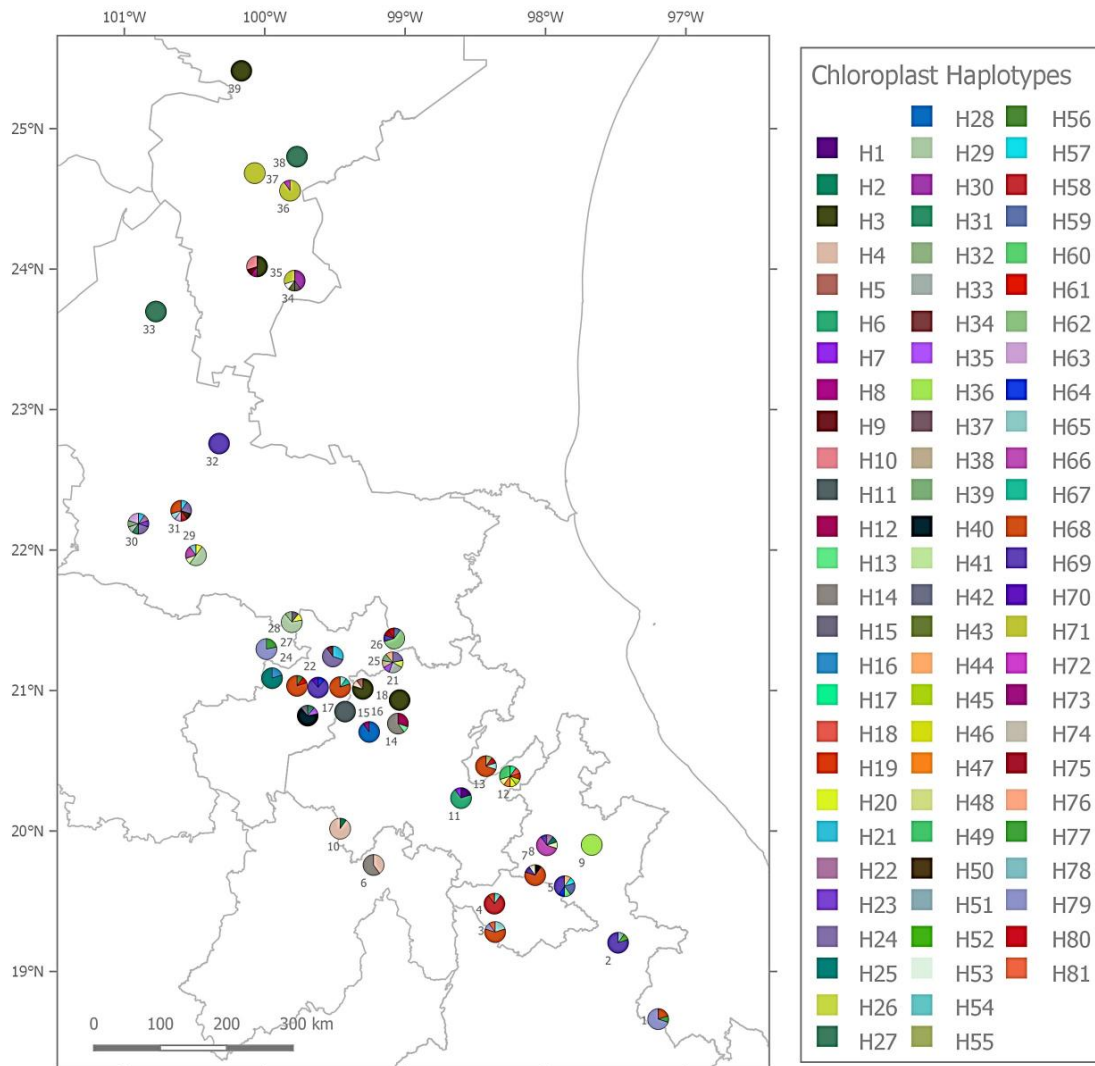 101°W 100°W 99°W 98°W 97°W
25°N
24°N
23°N
22°N
21°N
20°N
19°N
39
38
37
36
35
34
33
32
31
30
29
28
27
26
24
22
25
21
18
17
15 16
14
13
12
11
10
9
8
7
6
5
4
3
2
1
0 100 200 300 km
Chloroplast Haplotypes
H28 H56
H1 H29 H57
H2 H30 H58
H3 H31 H59
H4 H32 H60
H5 H33 H61
H6 H34 H62
H7 H35 H63
H8 H36 H64
H9 H37 H65
H10 H38 H66
H11 H39 H67
H12 H40 H68
H13 H41 H69
H14 H42 H70
H15 H43 H71
H16 H44 H72
H17 H45 H73
H18 H46 H74
H19 H47 H75
H20 H48 H76
H21 H49 H77
H22 H50 H78
H23 H51 H79
H24 H52 H80
H25 H53 H81
H26 H54
H27 H55